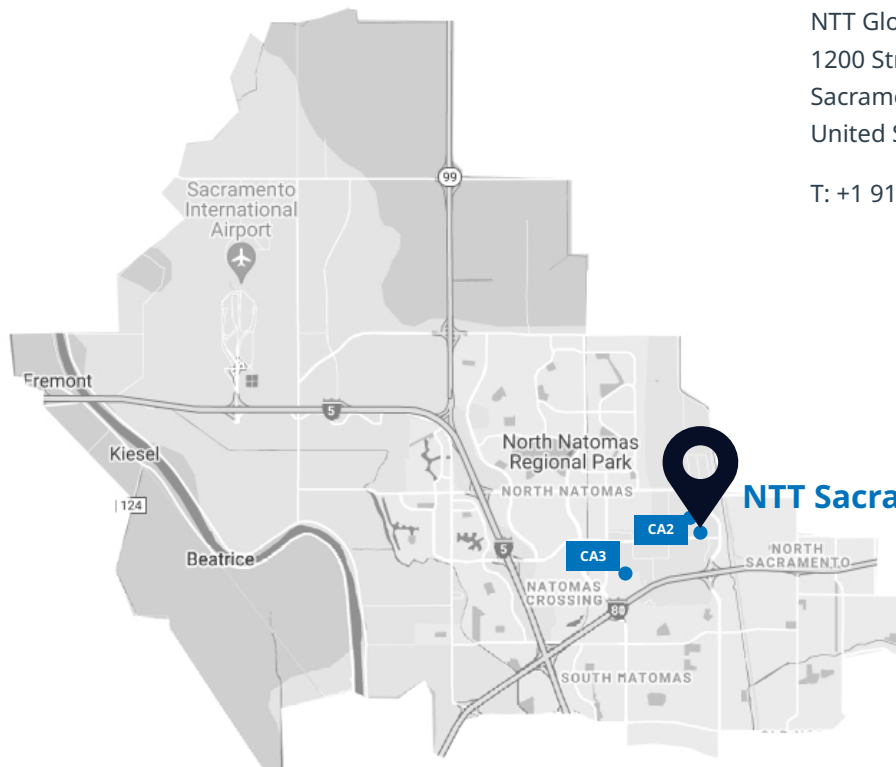 NTT Glo
1200 Str
Sacrame
United S
T: +1 91
99
Sacramento
International
Airport
Fremont
5
Kiesel
North Natomas
Regional Park
NORTH NATOMAS
NTT Sacra
124
CA2
CA3
5
Beatrice
NORTH
SACRAMENTO
NATOMAS
CROSSING
80
SOUTH NATOMAS